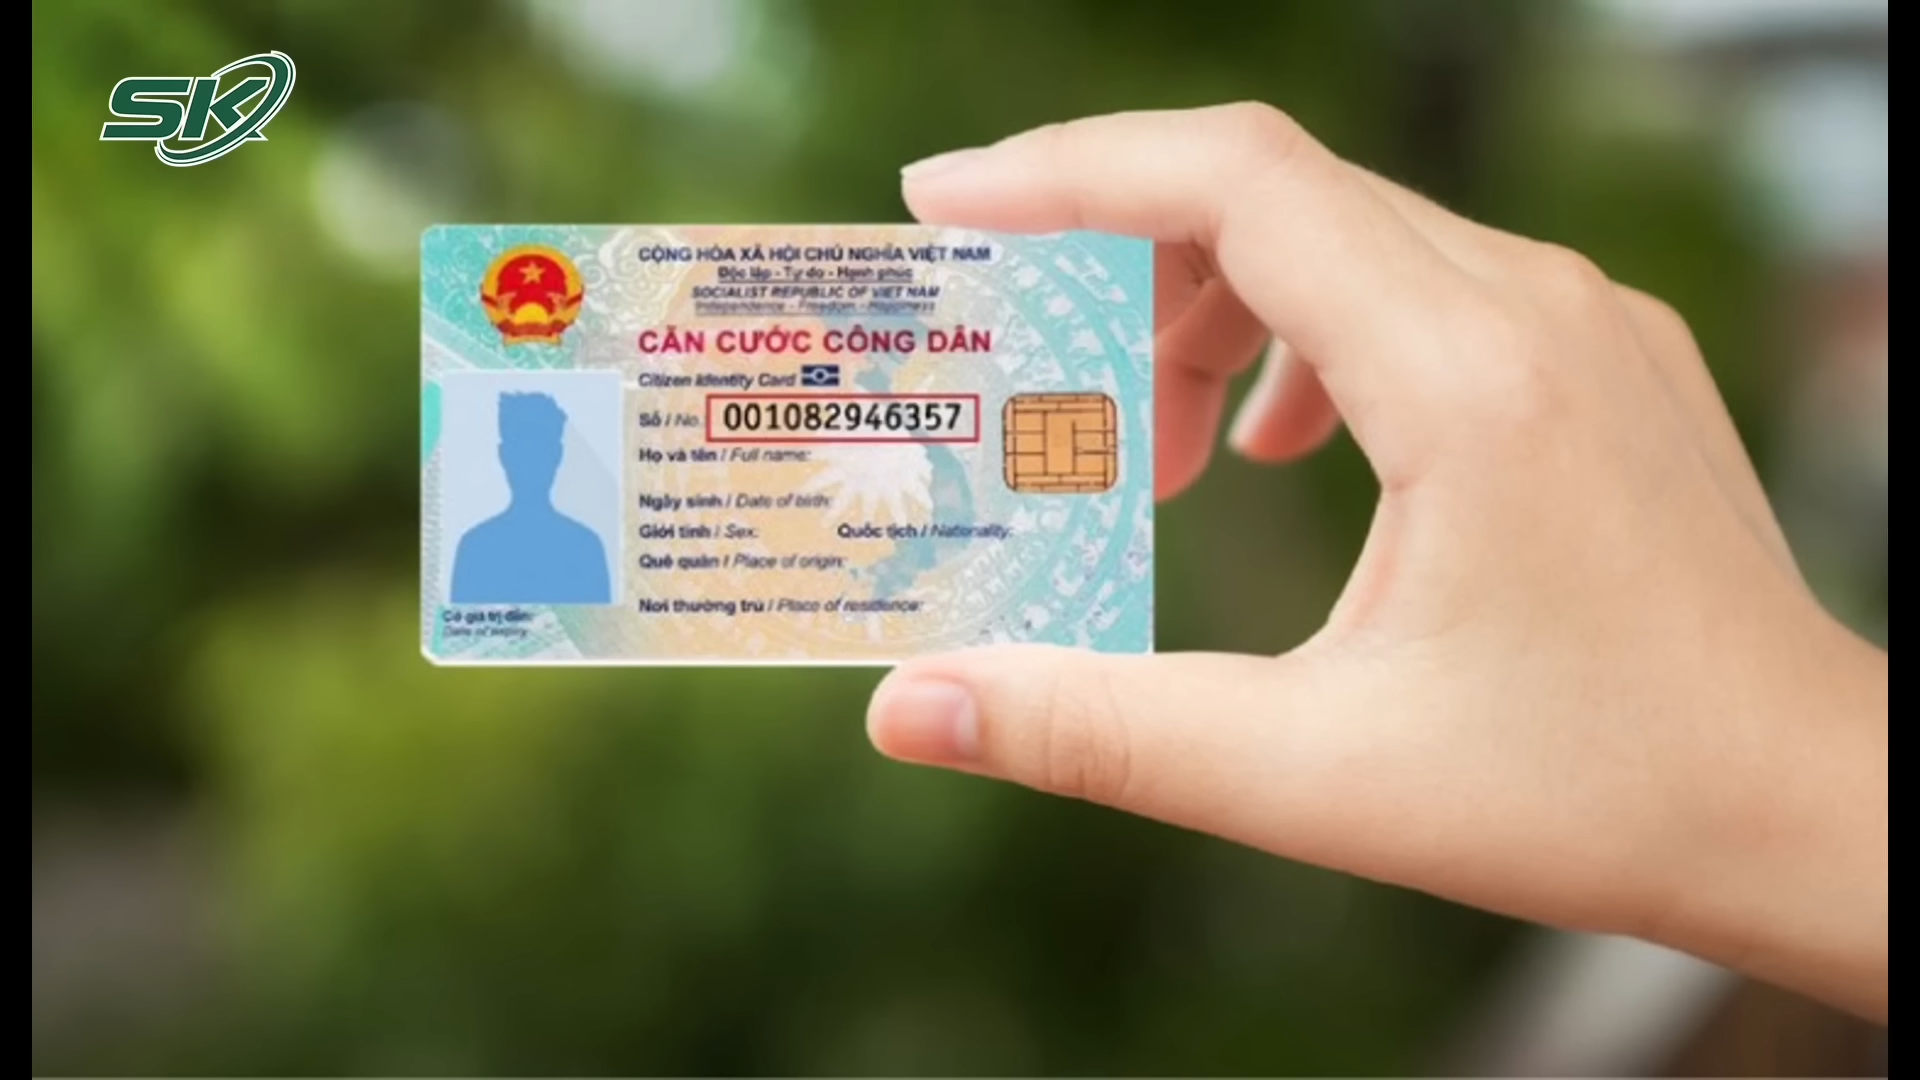 SK
CỘNG HÒA XÃ HỘI CHỦ NGHĨA VIỆT NAM
Độc lập - Tự do - Hạnh phúc
SOCIALIST REPUBLIC OF VIET NAM
Independence - Freedom - Happiness
CĂN CƯỚC CÔNG DÂN
Citizen Identity Card
Số / No. 001082946357
Họ và tên / Full name:
Ngày sinh / Date of birth:
Giới tính / Sex: Quốc tịch / Nationality:
Quê quán / Place of origin:
Nơi thường trú / Place of residence:
Có giá trị đến:
Date of expiry